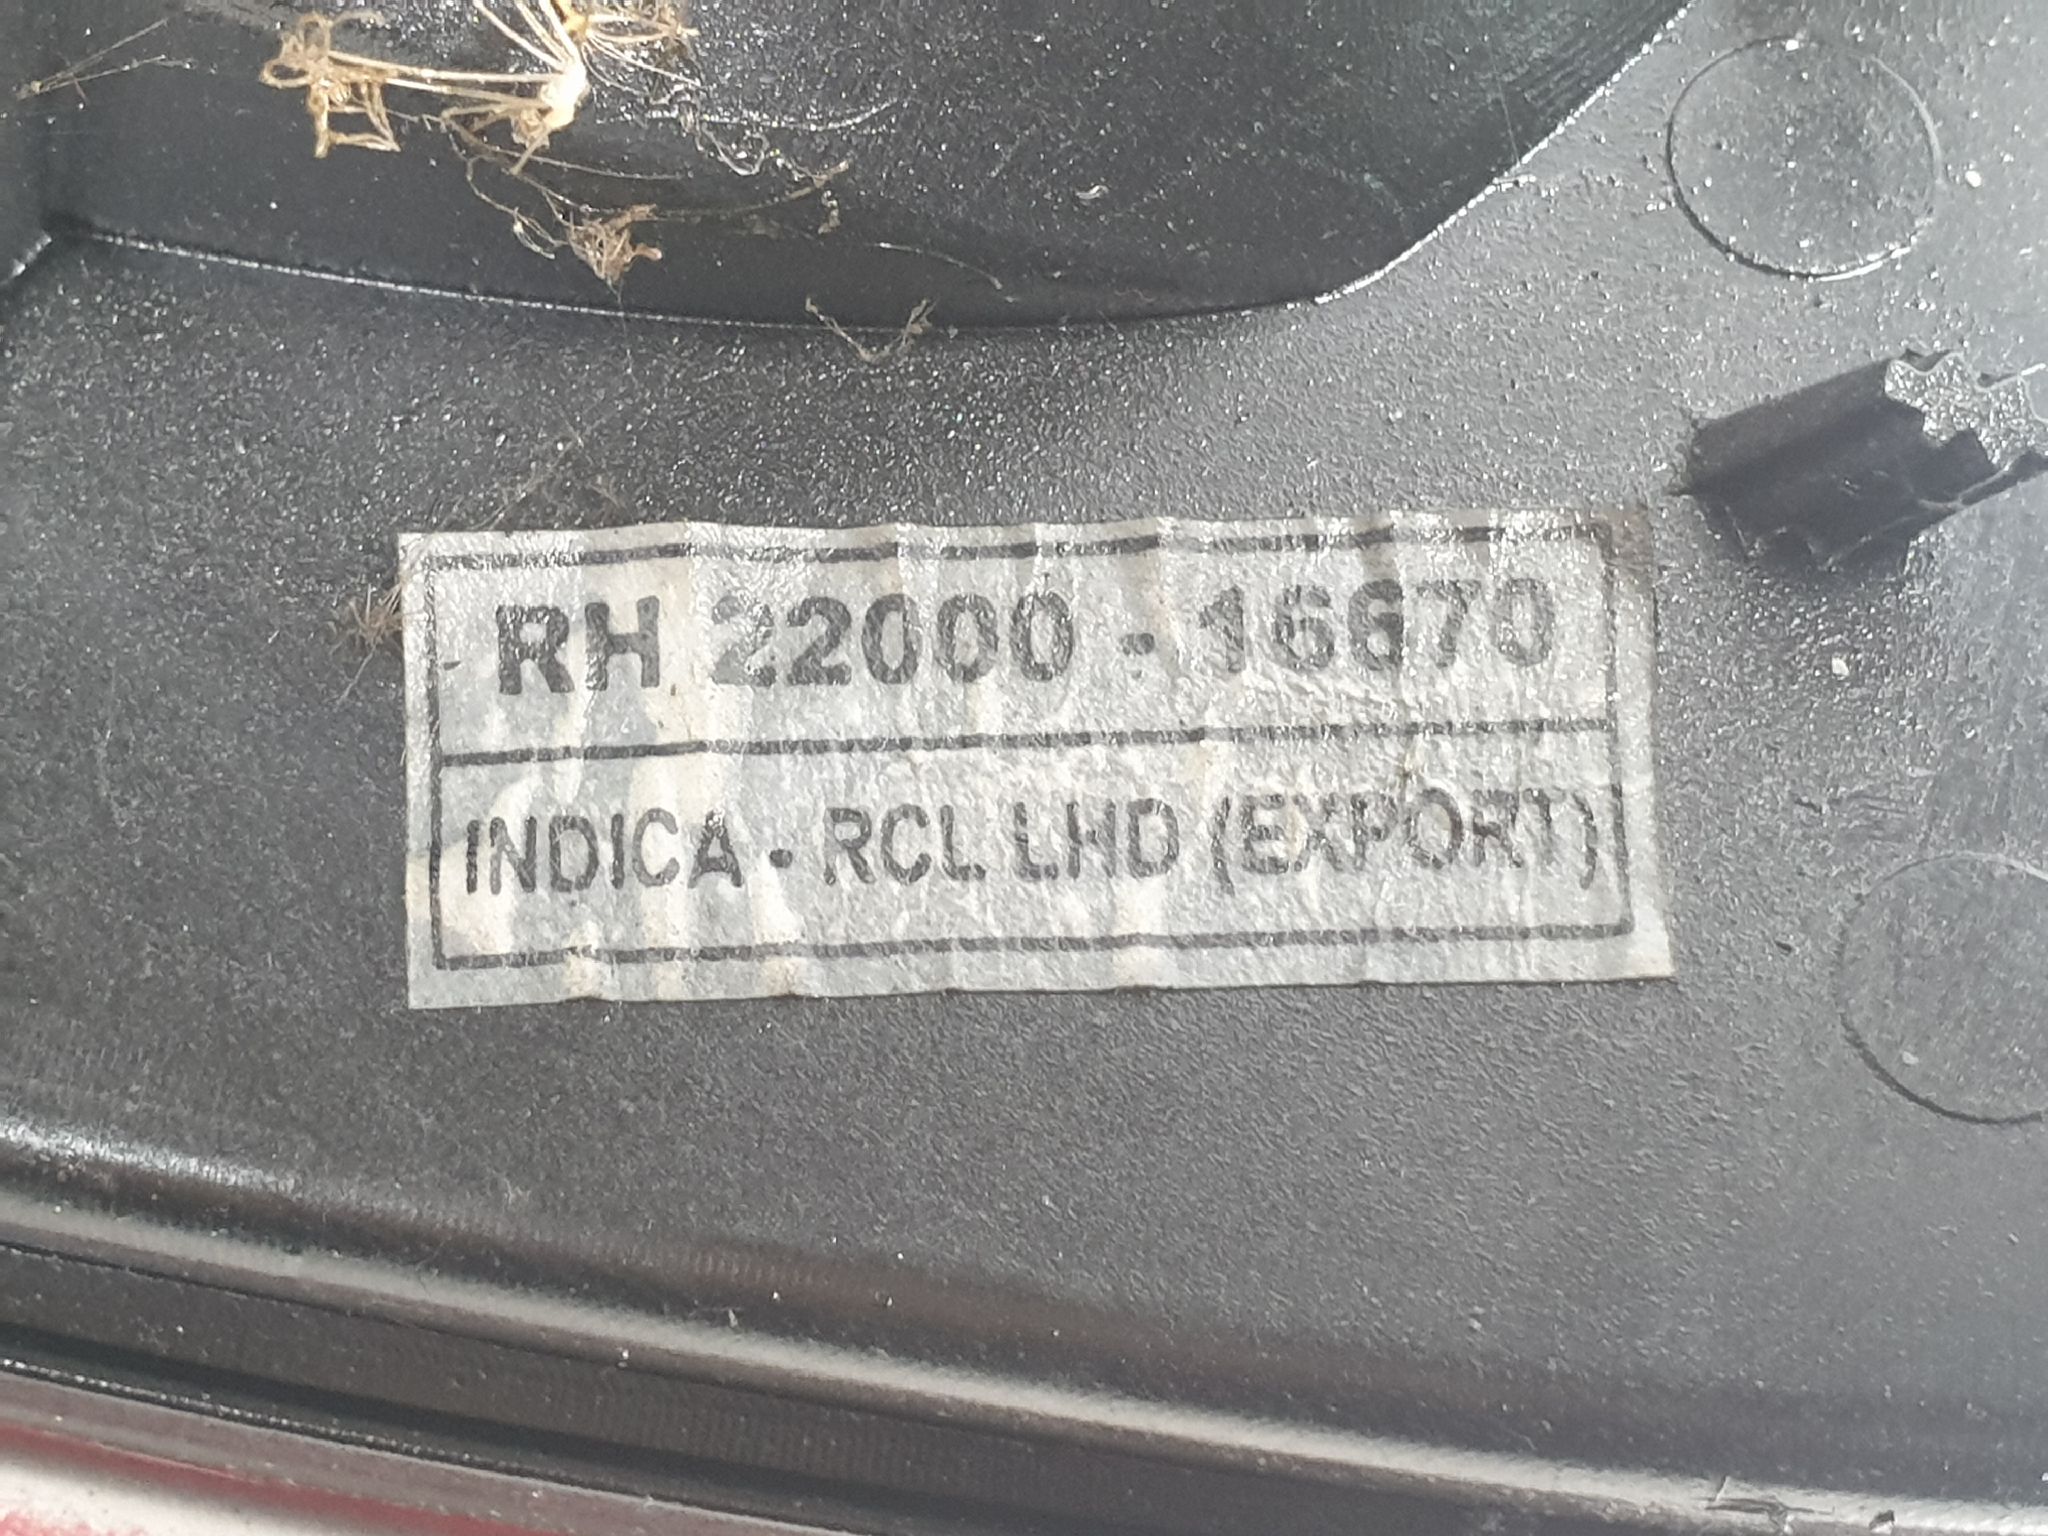 RH 22000 - 16670
INDICA - RCL LHD (EXPORT)